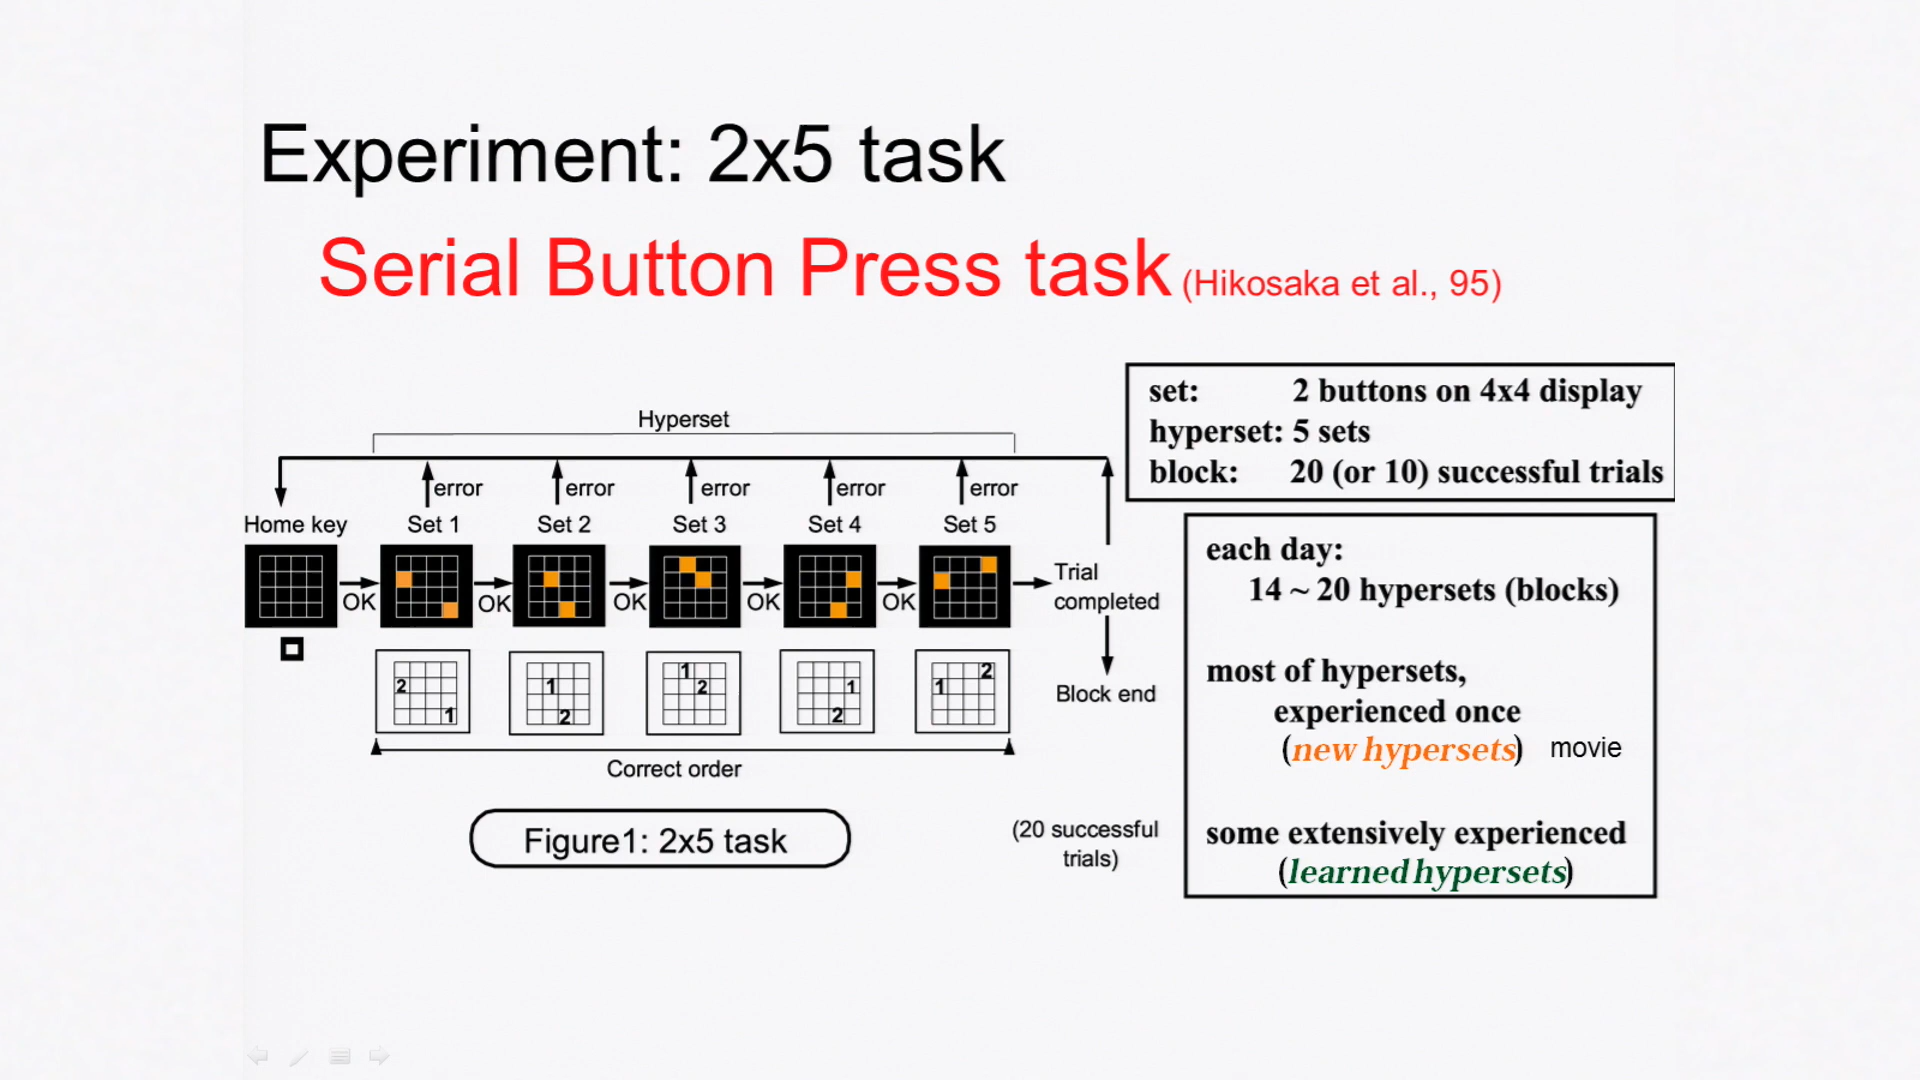 Experiment: 2x5 task
Serial Button Press task (Hikosaka et al., 95)
set: 2 buttons on 4x4 display
hyperset: 5 sets
block: 20 (or 10) successful trials
Hyperset
error error error error error
Home key Set 1 Set 2 Set 3 Set 4 Set 5
OK OK OK OK OK
Trial
completed
2 1
1 2
1 2
1 2
2 1
Block end
Correct order
Figure1: 2x5 task
(20 successful
trials)
each day:
14 ~ 20 hypersets (blocks)
most of hypersets,
experienced once
(new hypersets) movie
some extensively experienced
(learned hypersets)